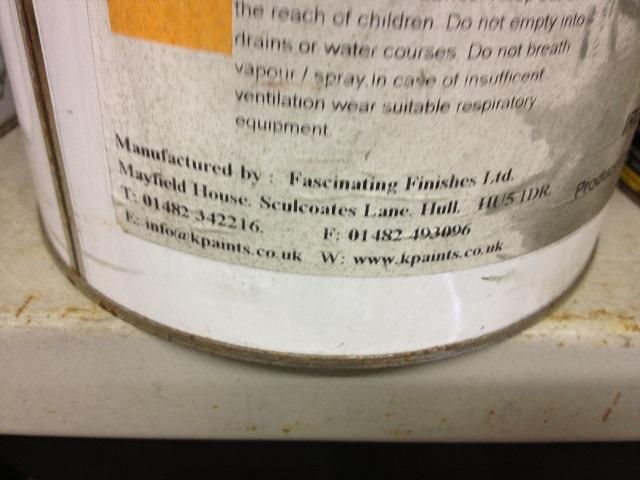 the reach of children. Do not empty into
drains or water courses. Do not breath
vapour / spray. In case of insufficent
ventilation wear suitable respiratory
equipment.
Manufactured by : Fascinating Finishes Ltd.
Mayfield House. Sculcoates Lane. Hull. HU5 1DR.
T: 01482 342216. F: 01482 493096
E: info@kpaints.co.uk W: www.kpaints.co.uk